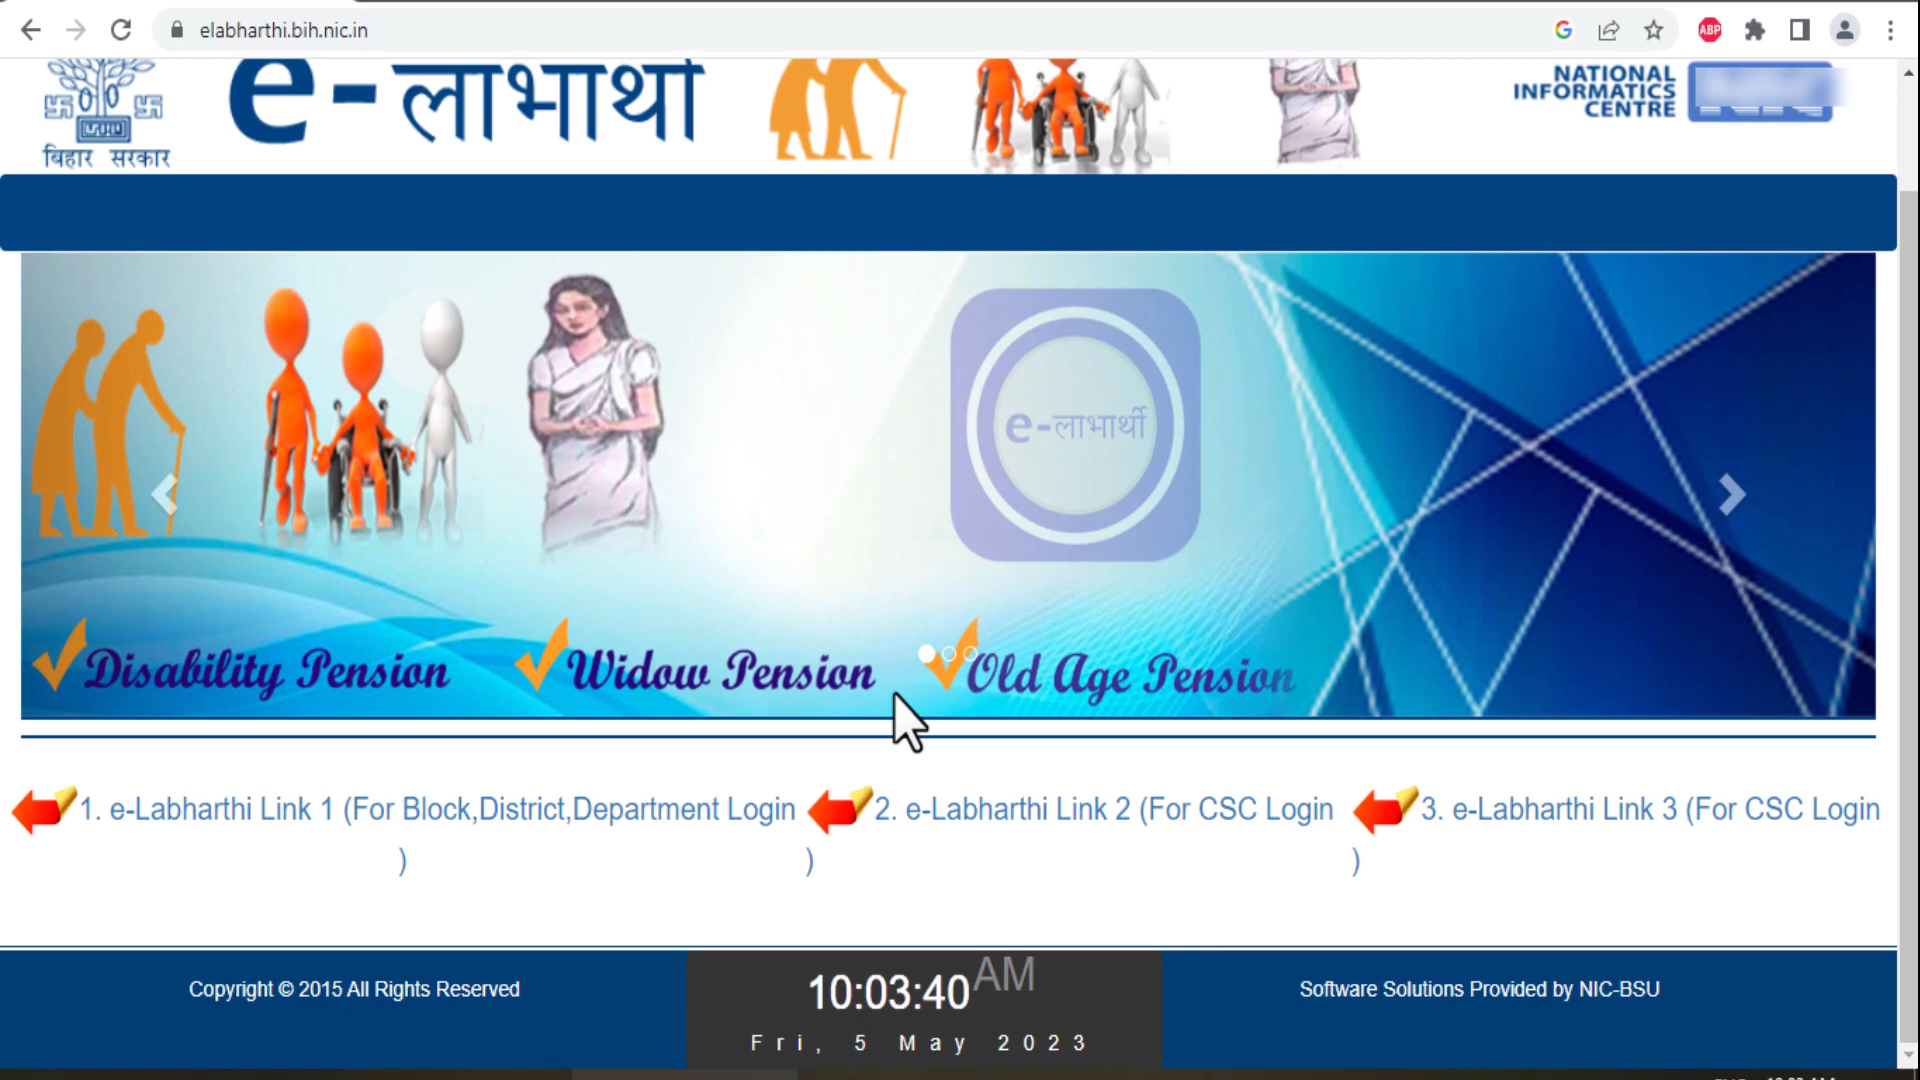 elabharthi.bih.nic.in
ABP
बिहार सरकार
e-लाभार्थी
NATIONAL
INFORMATICS
CENTRE
e-लाभार्थी
Disability Pension
Widow Pension
Old Age Pension
1. e-Labharthi Link 1 (For Block,District,Department Login
)
2. e-Labharthi Link 2 (For CSC Login
)
3. e-Labharthi Link 3 (For CSC Login
)
Copyright © 2015 All Rights Reserved
10:03:40 AM
Fri, 5 May 2023
Software Solutions Provided by NIC-BSU